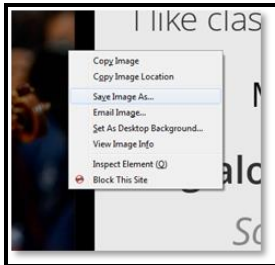 I like clas
Copy Image
Copy Image Location
Save Image As...
Email Image...
Set As Desktop Background...
View Image Info
Inspect Element (Q)
Block This Site
alo
Sc